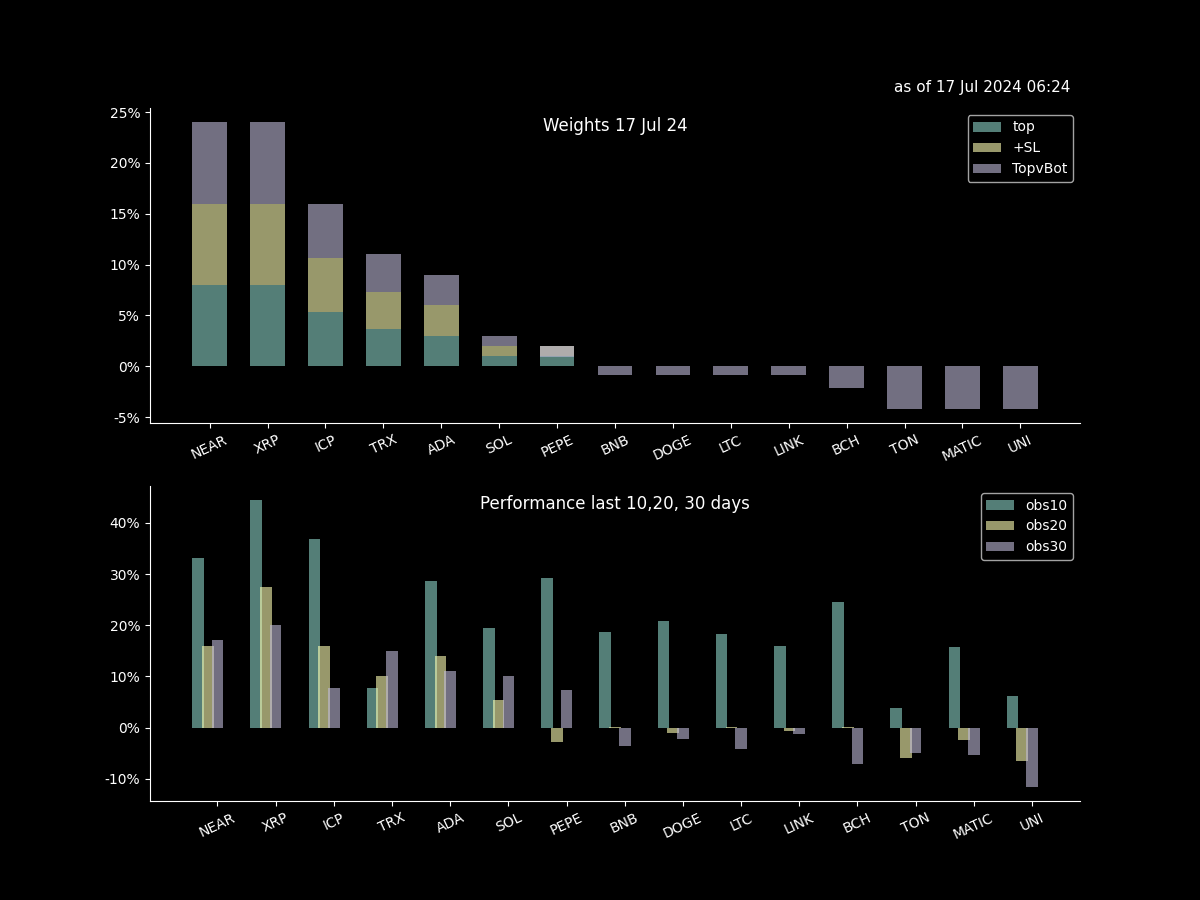 as of 17 Jul 2024 06:24
Weights 17 Jul 24
top
+SL
TopvBot
25%
20%
15%
10%
5%
0%
-5%
NEAR XRP ICP TRX ADA SOL PEPE BNB DOGE LTC LINK BCH TON MATIC UNI
Performance last 10,20, 30 days
obs10
obs20
obs30
40%
30%
20%
10%
0%
-10%
NEAR XRP ICP TRX ADA SOL PEPE BNB DOGE LTC LINK BCH TON MATIC UNI